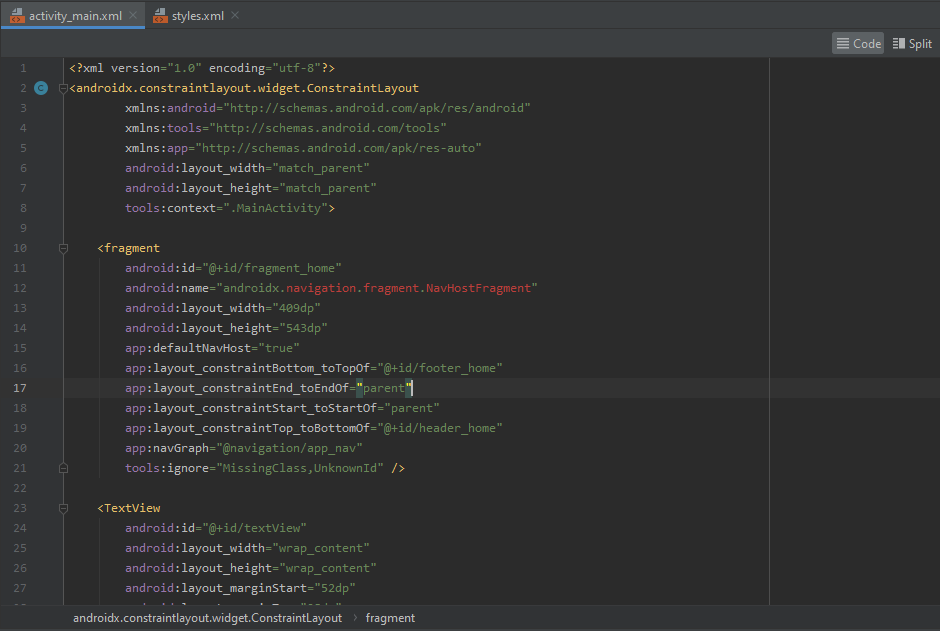 activity_main.xml styles.xml
Code Split
1 <?xml version="1.0" encoding="utf-8"?>
2 <androidx.constraintlayout.widget.ConstraintLayout
3 xmlns:android="http://schemas.android.com/apk/res/android"
4 xmlns:tools="http://schemas.android.com/tools"
5 xmlns:app="http://schemas.android.com/apk/res-auto"
6 android:layout_width="match_parent"
7 android:layout_height="match_parent"
8 tools:context=".MainActivity">
9
10 <fragment
11 android:id="@+id/fragment_home"
12 android:name="androidx.navigation.fragment.NavHostFragment"
13 android:layout_width="409dp"
14 android:layout_height="543dp"
15 app:defaultNavHost="true"
16 app:layout_constraintBottom_toTopOf="@+id/footer_home"
17 app:layout_constraintEnd_toEndOf="parent"
18 app:layout_constraintStart_toStartOf="parent"
19 app:layout_constraintTop_toBottomOf="@+id/header_home"
20 app:navGraph="@navigation/app_nav"
21 tools:ignore="MissingClass,UnknownId" />
22
23 <TextView
24 android:id="@+id/textView"
25 android:layout_width="wrap_content"
26 android:layout_height="wrap_content"
27 android:layout_marginStart="52dp"
androidx.constraintlayout.widget.ConstraintLayout › fragment